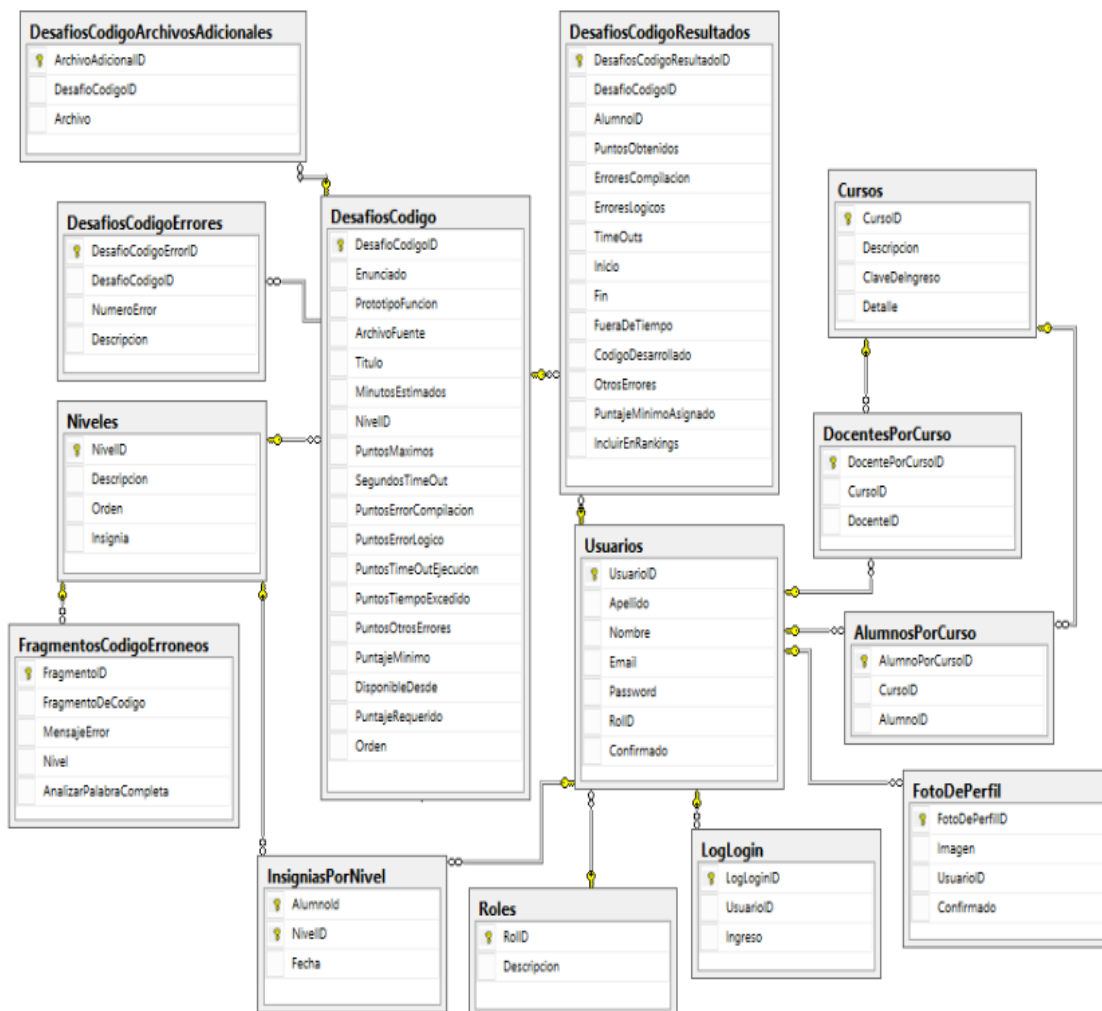 DesafiosCodigoArchivosAdicionales
ArchivoAdicionalID
DesafioCodigoID
Archivo
DesafiosCodigoResultados
DesafiosCodigoResultadoID
DesafioCodigoID
AlumnoID
PuntosObtenidos
ErroresCompilacion
ErroresLogicos
TimeOuts
Inicio
Fin
FueraDeTiempo
CodigoDesarrollado
OtrosErrores
PuntajeMinimoAsignado
IncluirEnRankings
Cursos
CursoID
Descripcion
ClaveDeIngreso
Detalle
DesafiosCodigoErrores
DesafioCodigoErrorID
DesafioCodigoID
NumeroError
Descripcion
DesafiosCodigo
DesafioCodigoID
Enunciado
PrototipoFuncion
ArchivoFuente
Titulo
MinutosEstimados
NivelID
PuntosMaximos
SegundosTimeOut
PuntosErrorCompilacion
PuntosErrorLogico
PuntosTimeOutEjecucion
PuntosTiempoExcedido
PuntosOtrosErrores
PuntajeMinimo
DisponibleDesde
PuntajeRequerido
Orden
Niveles
NivelID
Descripcion
Orden
Insignia
DocentesPorCurso
DocentePorCursoID
CursoID
DocenteID
Usuarios
UsuarioID
Apellido
Nombre
Email
Password
RolID
Confirmado
AlumnosPorCurso
AlumnoPorCursoID
CursoID
AlumnoID
FragmentosCodigoErroneos
FragmentoID
FragmentoDeCodigo
MensajeError
Nivel
AnalizarPalabraCompleta
FotoDePerfil
FotoDePerfilID
Imagen
UsuarioID
Confirmado
InsigniasPorNivel
AlumnoId
NivelID
Fecha
Roles
RolID
Descripcion
LogLogin
LogLoginID
UsuarioID
Ingreso